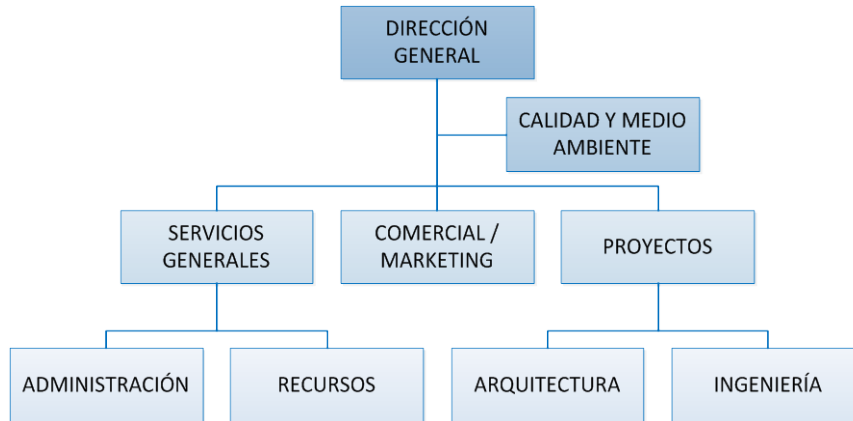 DIRECCIÓN
GENERAL
CALIDAD Y MEDIO
AMBIENTE
SERVICIOS
GENERALES
COMERCIAL /
MARKETING
PROYECTOS
ADMINISTRACIÓN
RECURSOS
ARQUITECTURA
INGENIERÍA